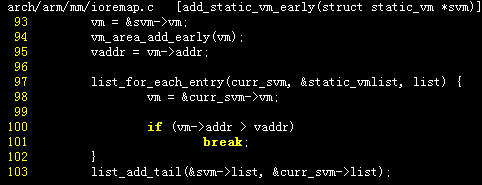 arch/arm/mm/ioremap.c   [add_static_vm_early(struct static_vm *svm)]
93         vm = &svm->vm;
94         vm_area_add_early(vm);
95         vaddr = vm->addr;
96
97         list_for_each_entry(curr_svm, &static_vmlist, list) {
98                 vm = &curr_svm->vm;
99
100                 if (vm->addr > vaddr)
101                         break;
102         }
103         list_add_tail(&svm->list, &curr_svm->list);